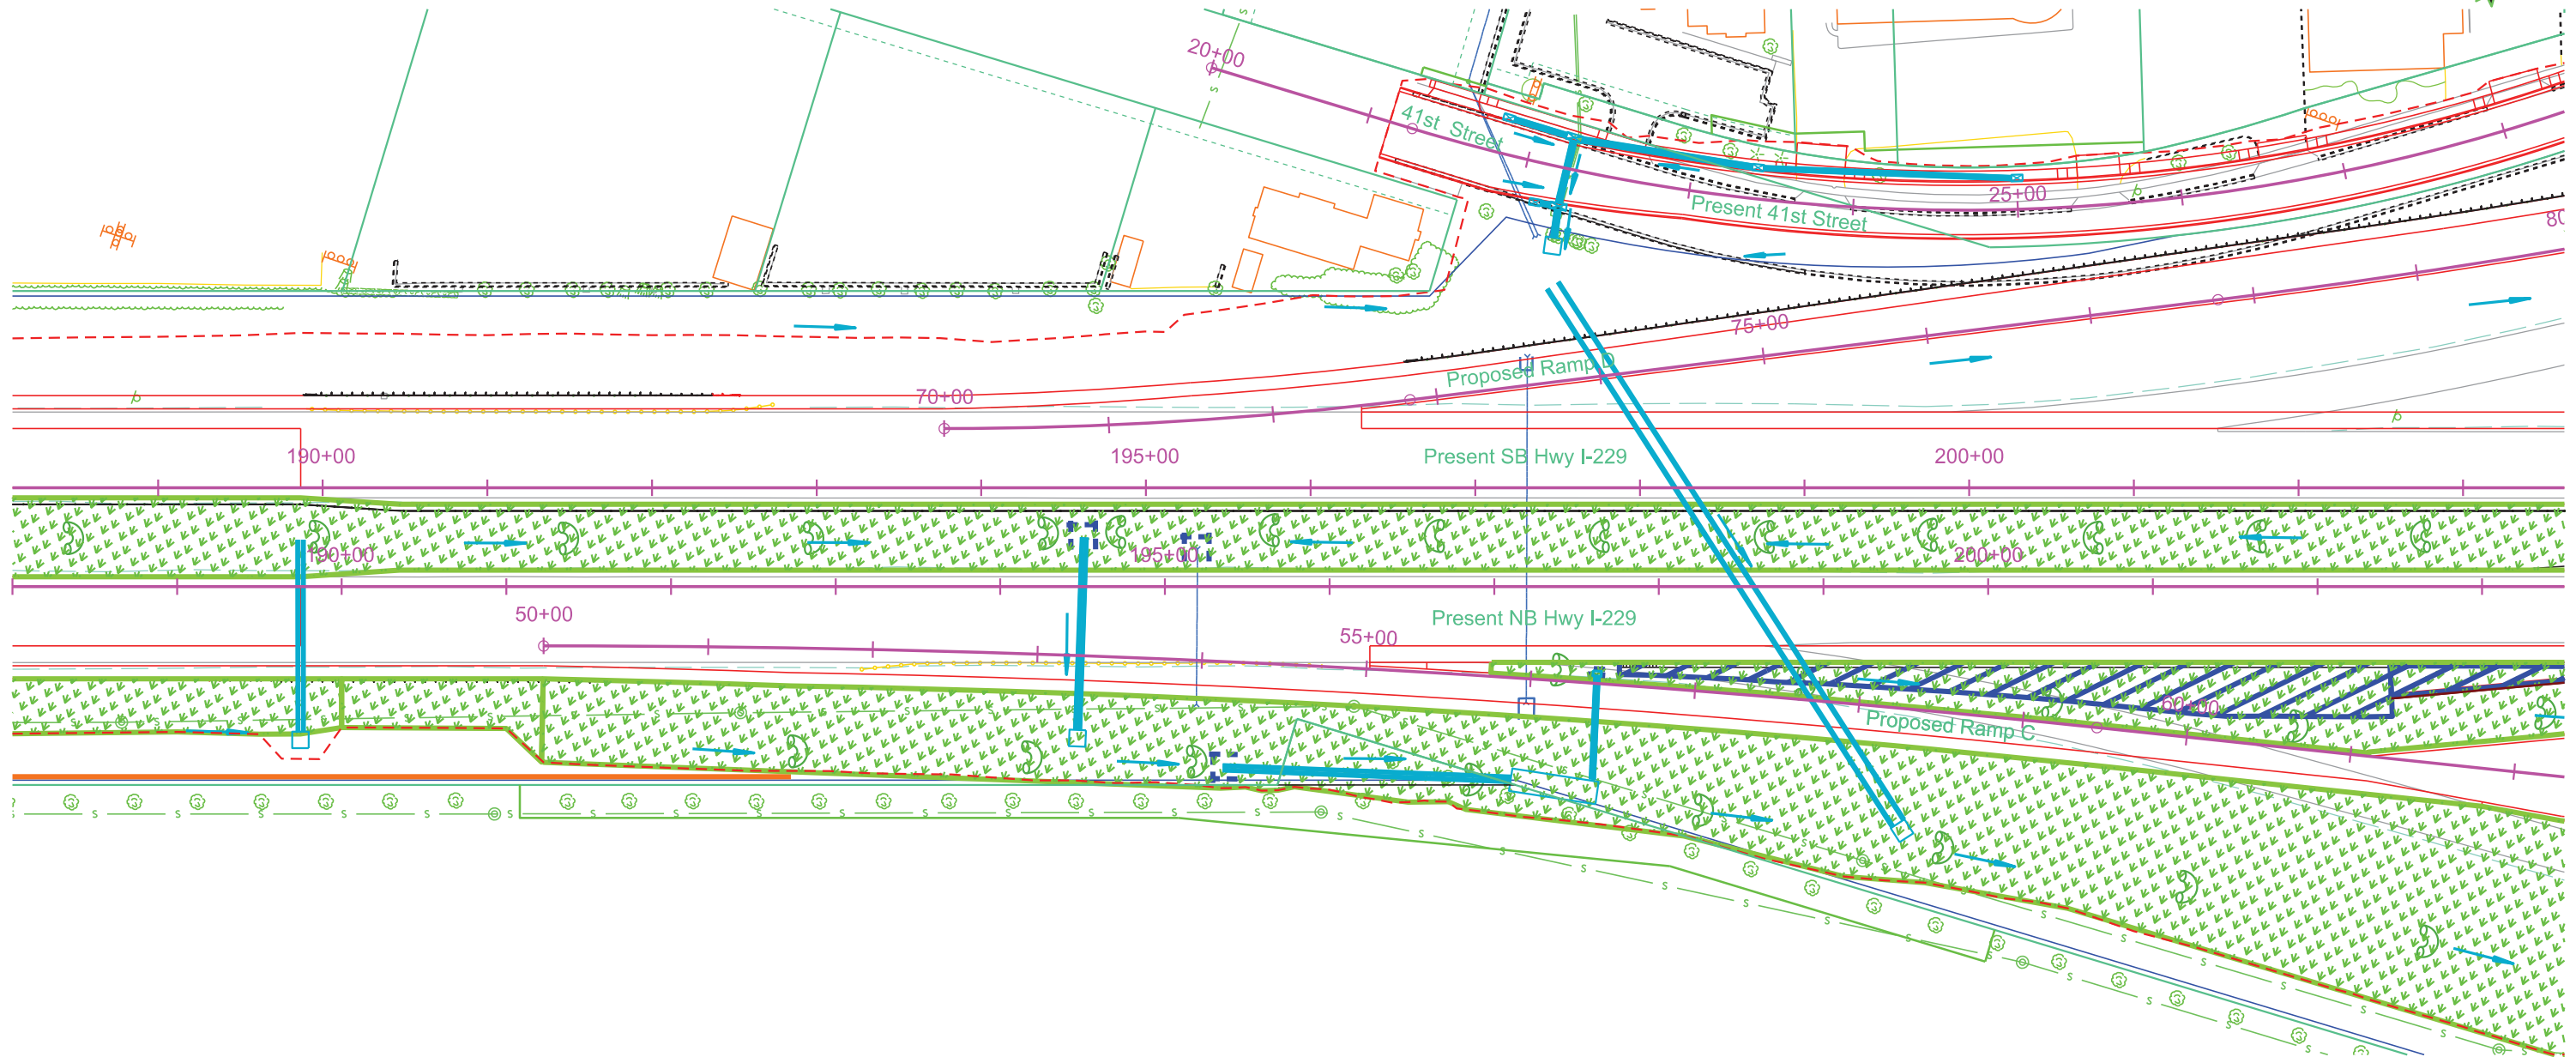 20+00
41st Street
25+00
Present 41st Street
80
75+00
Proposed Ramp D
70+00
190+00
195+00
Present SB Hwy I-229
200+00
190+00
195+00
200+00
50+00
Present NB Hwy I-229
55+00
60+00
Proposed Ramp C